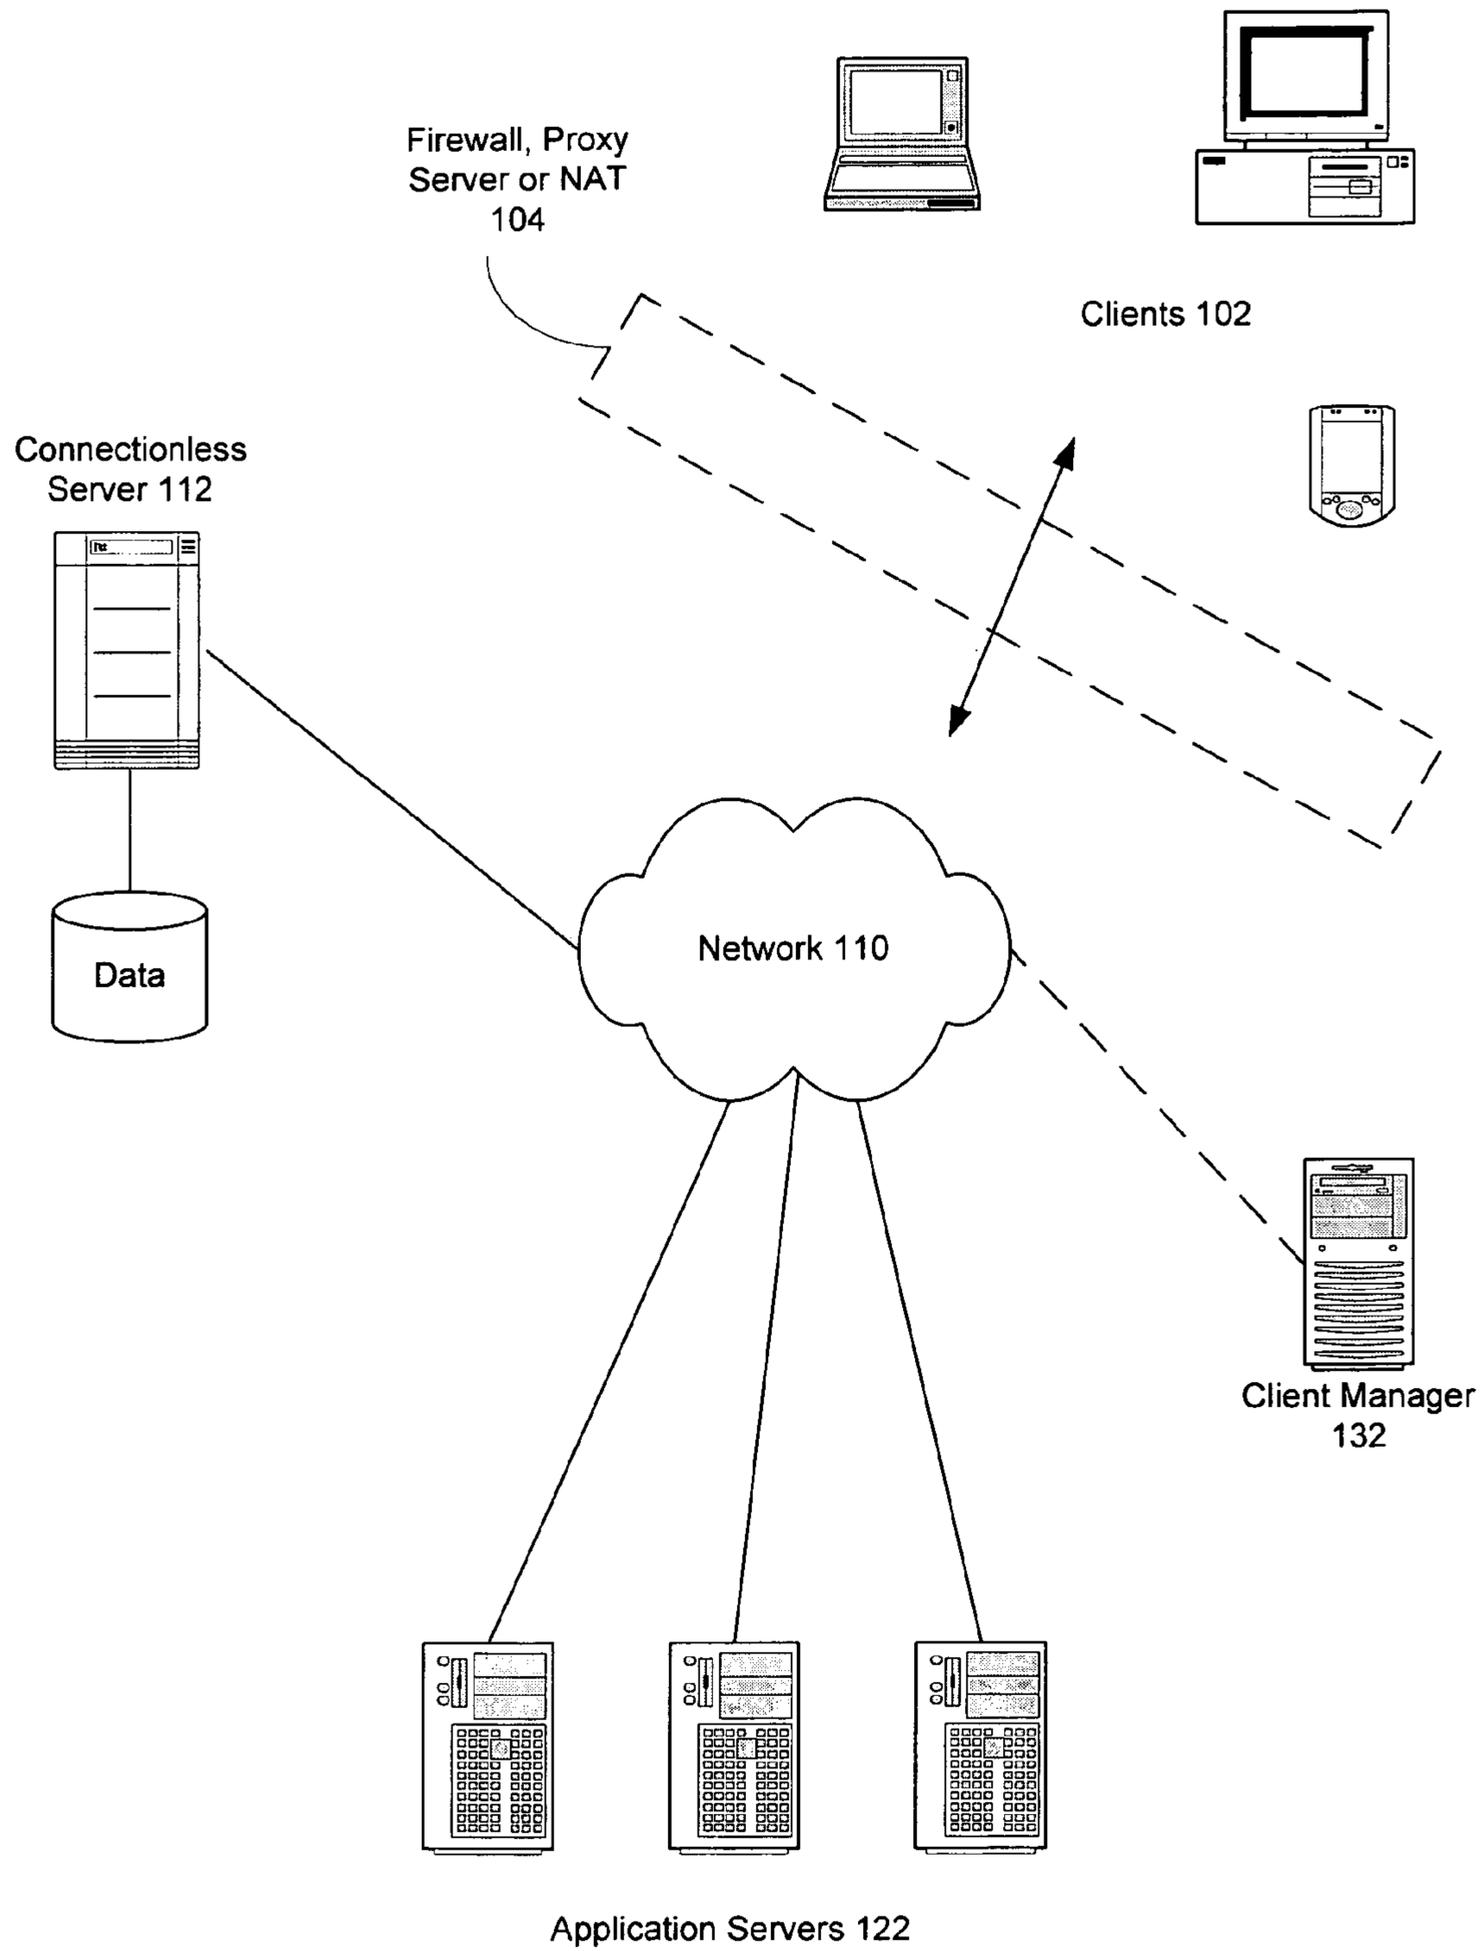 Firewall, Proxy
Server or NAT
104
Clients 102
Connectionless
Server 112
Data
Network 110
Client Manager
132
Application Servers 122